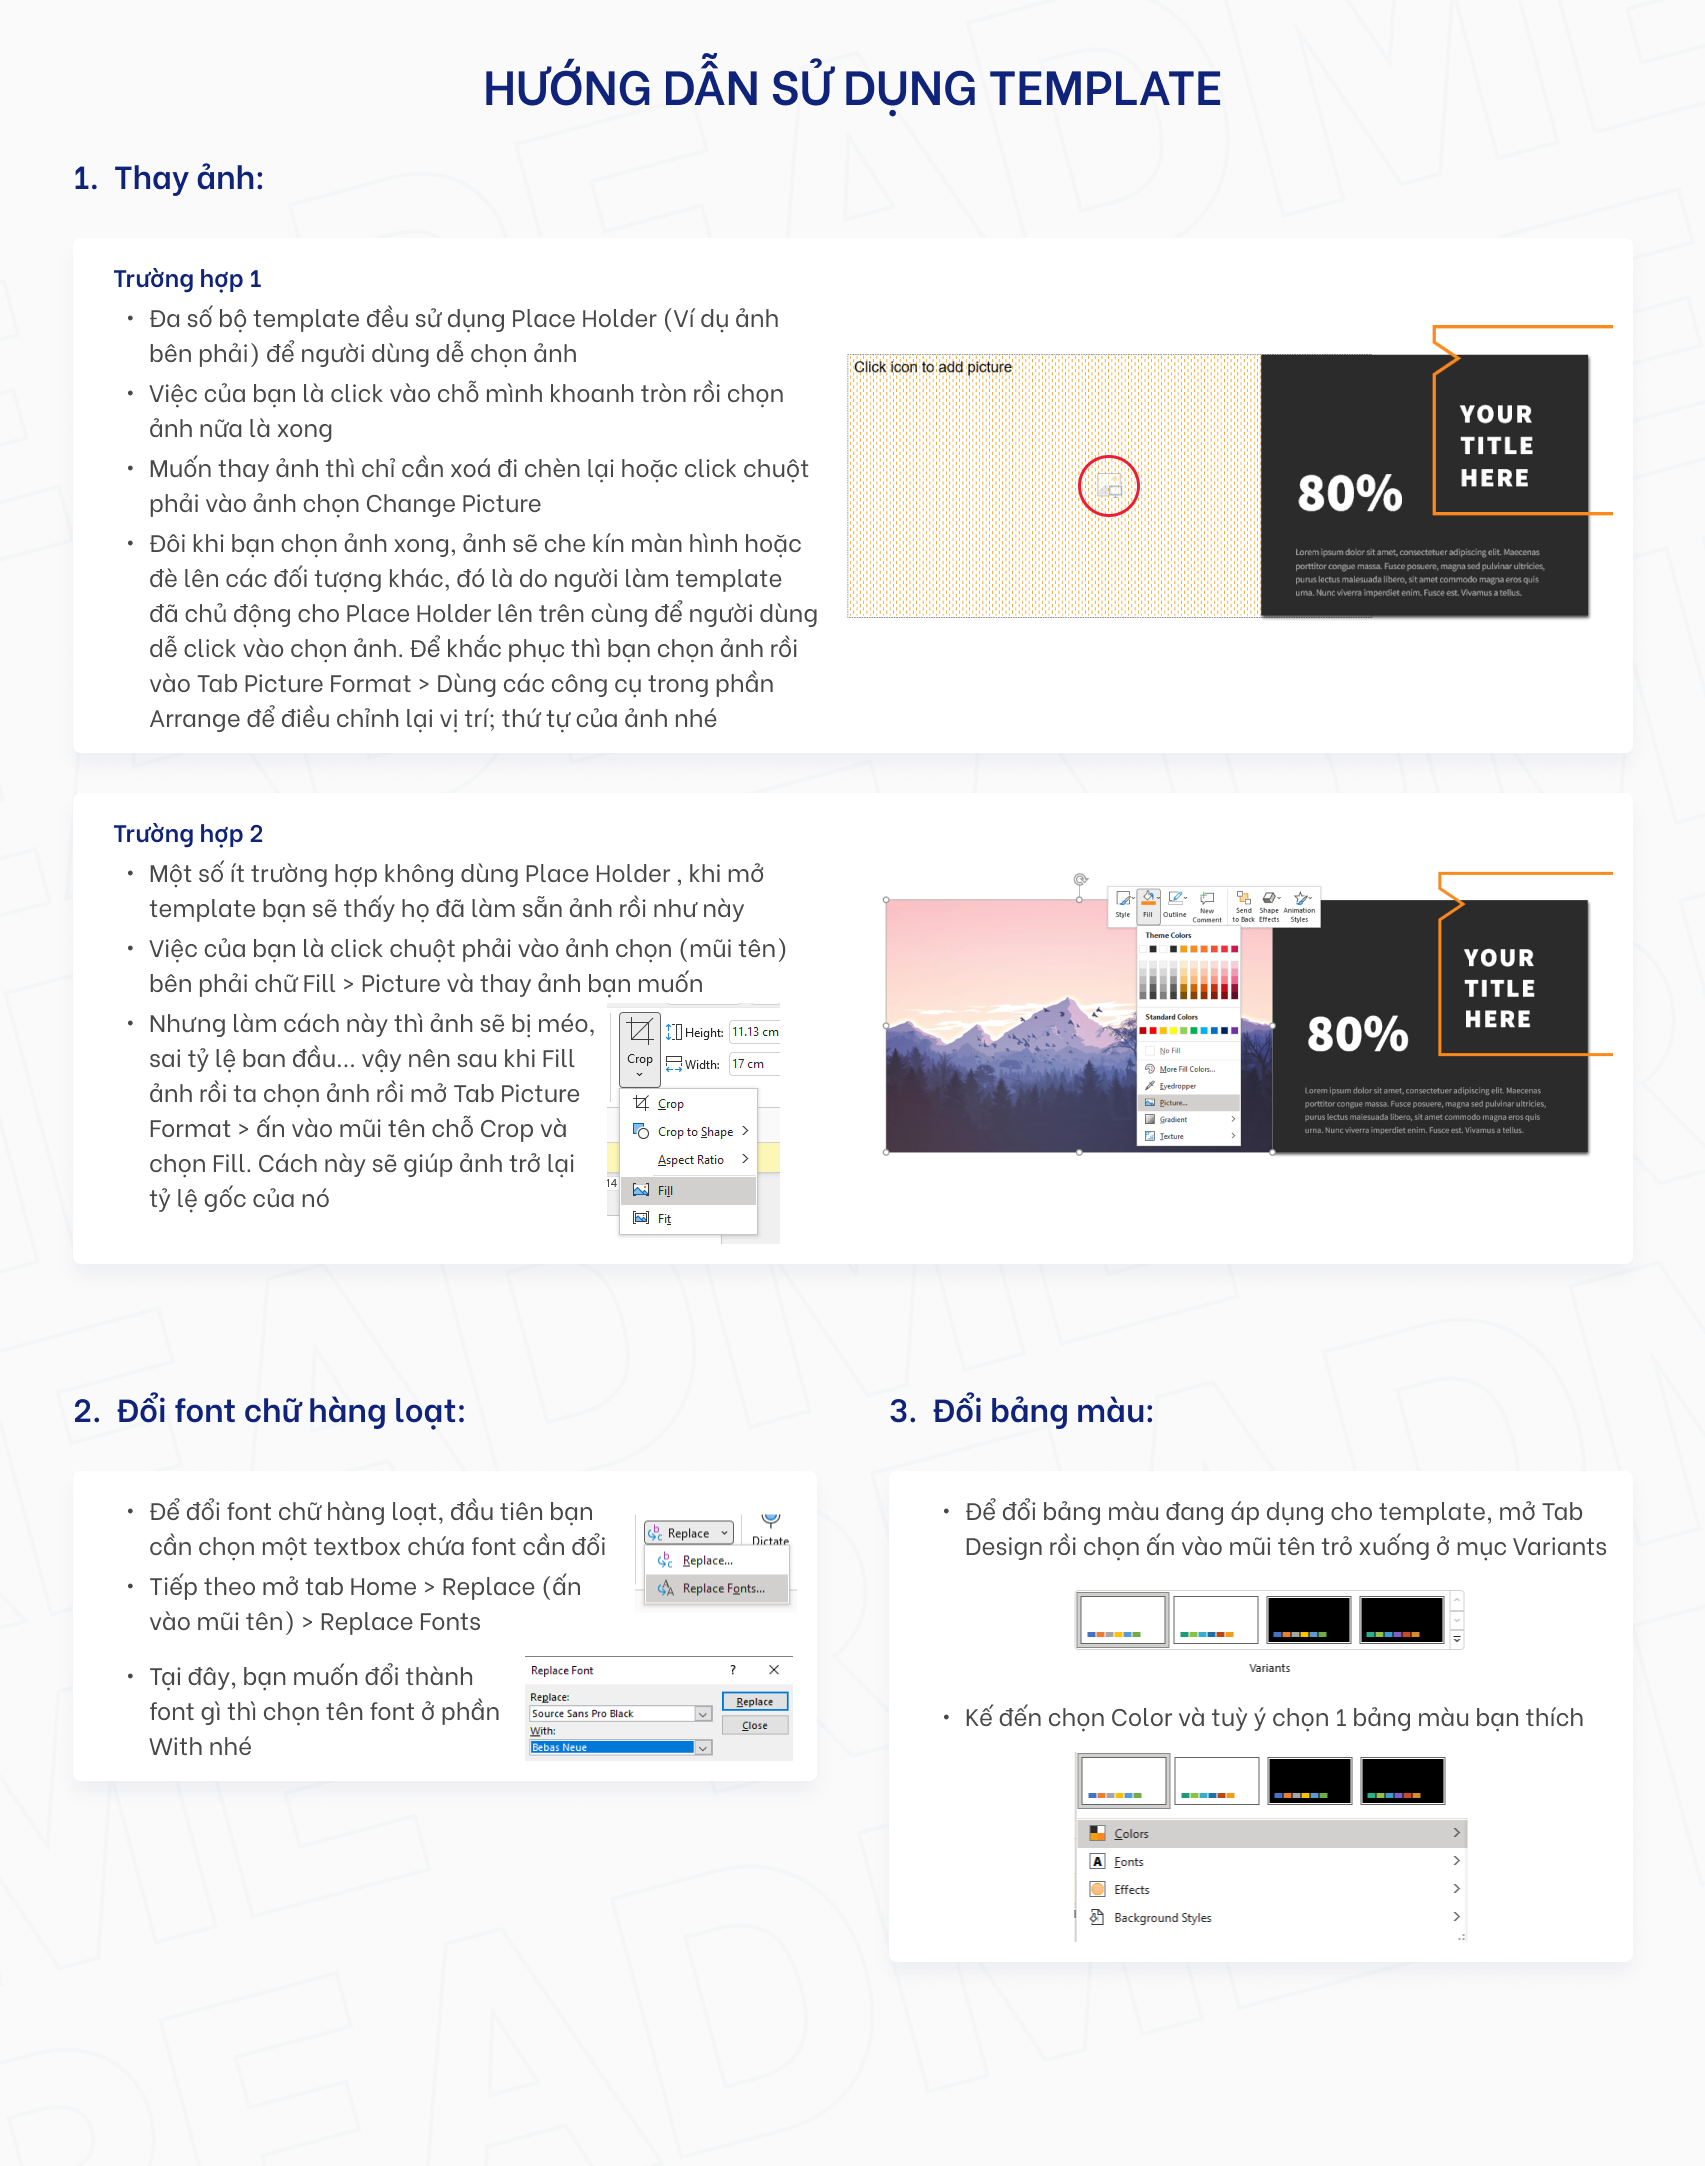 HƯỚNG DẪN SỬ DỤNG TEMPLATE
1. Thay ảnh:
Trường hợp 1
• Đa số bộ template đều sử dụng Place Holder (Ví dụ ảnh
bên phải) để người dùng dễ chọn ảnh
• Việc của bạn là click vào chỗ mình khoanh tròn rồi chọn
ảnh nữa là xong
• Muốn thay ảnh thì chỉ cần xoá đi chèn lại hoặc click chuột
phải vào ảnh chọn Change Picture
• Đôi khi bạn chọn ảnh xong, ảnh sẽ che kín màn hình hoặc
đè lên các đối tượng khác, đó là do người làm template
đã chủ động cho Place Holder lên trên cùng để người dùng
dễ click vào chọn ảnh. Để khắc phục thì bạn chọn ảnh rồi
vào Tab Picture Format > Dùng các công cụ trong phần
Arrange để điều chỉnh lại vị trí; thứ tự của ảnh nhé
Click icon to add picture
YOUR
TITLE
HERE
80%
Lorem ipsum dolor sit amet, consectetuer adipiscing elit. Maecenas
porttitor congue massa. Fusce posuere, magna sed pulvinar ultricies,
purus lectus malesuada libero, sit amet commodo magna eros quis
urna. Nunc viverra imperdiet enim. Fusce est. Vivamus a tellus.
Trường hợp 2
• Một số ít trường hợp không dùng Place Holder , khi mở
template bạn sẽ thấy họ đã làm sẵn ảnh rồi như này
• Việc của bạn là click chuột phải vào ảnh chọn (mũi tên)
bên phải chữ Fill > Picture và thay ảnh bạn muốn
• Nhưng làm cách này thì ảnh sẽ bị méo,
sai tỷ lệ ban đầu... vậy nên sau khi Fill
ảnh rồi ta chọn ảnh rồi mở Tab Picture
Format > ấn vào mũi tên chỗ Crop và
chọn Fill. Cách này sẽ giúp ảnh trở lại
tỷ lệ gốc của nó
Crop
Height: 11.13 cm
Width: 17 cm
Crop
Crop to Shape
Aspect Ratio
14
Fill
Fit
Style
Fill
Outline
New
Comment
Send
to Back
Shape
Effects
Animation
Styles
Theme Colors
Standard Colors
No Fill
More Fill Colors...
Eyedropper
Picture...
Gradient
Texture
YOUR
TITLE
HERE
80%
Lorem ipsum dolor sit amet, consectetuer adipiscing elit. Maecenas
porttitor congue massa. Fusce posuere, magna sed pulvinar ultricies,
purus lectus malesuada libero, sit amet commodo magna eros quis
urna. Nunc viverra imperdiet enim. Fusce est. Vivamus a tellus.
2. Đổi font chữ hàng loạt:
• Để đổi font chữ hàng loạt, đầu tiên bạn
cần chọn một textbox chứa font cần đổi
• Tiếp theo mở tab Home > Replace (ấn
vào mũi tên) > Replace Fonts
• Tại đây, bạn muốn đổi thành
font gì thì chọn tên font ở phần
With nhé
Replace
Dictate
Replace...
Replace Fonts...
Replace Font
?
Replace:
Source Sans Pro Black
With:
Bebas Neue
Replace
Close
3. Đổi bảng màu:
• Để đổi bảng màu đang áp dụng cho template, mở Tab
Design rồi chọn ấn vào mũi tên trỏ xuống ở mục Variants
Variants
• Kế đến chọn Color và tuỳ ý chọn 1 bảng màu bạn thích
Colors
Fonts
Effects
Background Styles
README